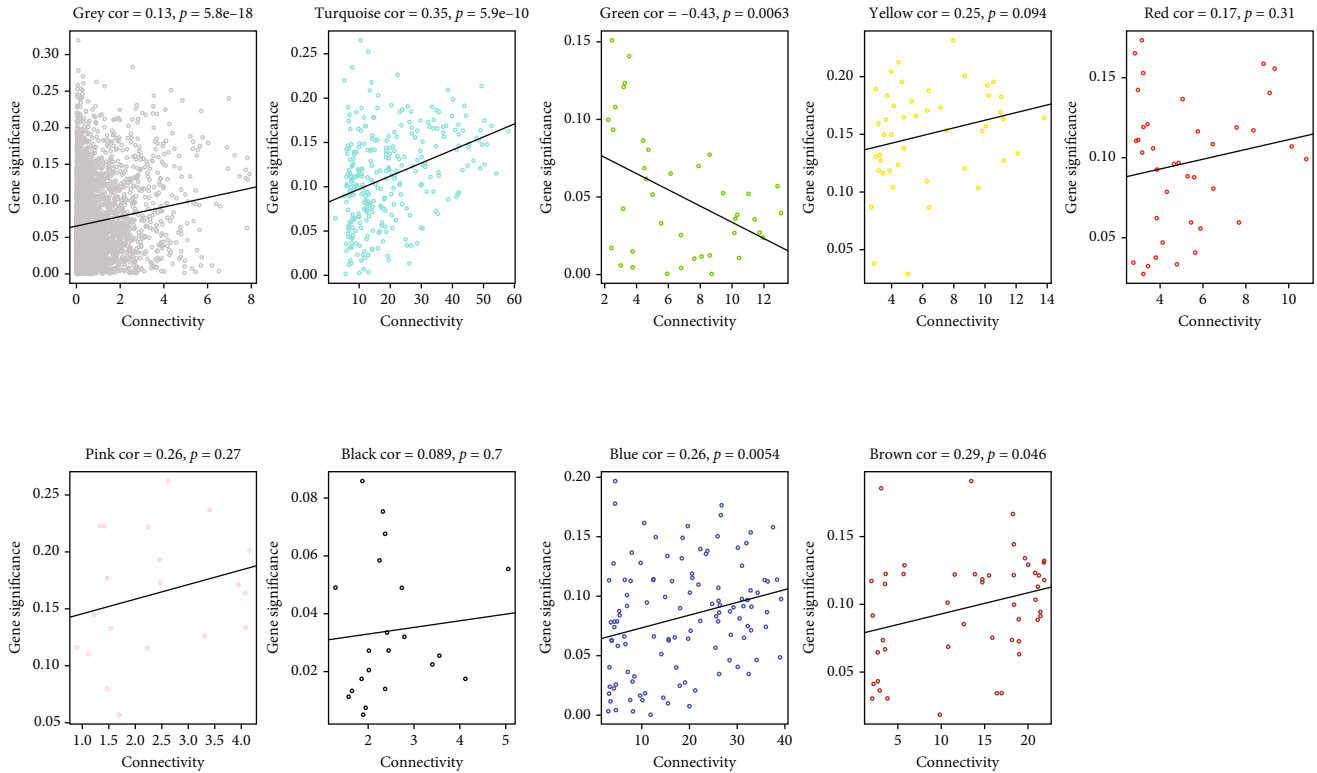 Grey cor = 0.13, p = 5.8e–18
Gene significance
0.30
0.25
0.20
0.15
0.10
0.05
0.00
0 2 4 6 8
Connectivity
Turquoise cor = 0.35, p = 5.9e–10
Gene significance
0.25
0.20
0.15
0.10
0.05
0.00
10 20 30 40 50 60
Connectivity
Green cor = –0.43, p = 0.0063
Gene significance
0.15
0.10
0.05
0.00
2 4 6 8 10 12
Connectivity
Yellow cor = 0.25, p = 0.094
Gene significance
0.20
0.15
0.10
0.05
4 6 8 10 12 14
Connectivity
Red cor = 0.17, p = 0.31
Gene significance
0.15
0.10
0.05
4 6 8 10
Connectivity
Pink cor = 0.26, p = 0.27
Gene significance
0.25
0.20
0.15
0.10
0.05
1.0 1.5 2.0 2.5 3.0 3.5 4.0
Connectivity
Black cor = 0.089, p = 0.7
Gene significance
0.08
0.06
0.04
0.02
2 3 4 5
Connectivity
Blue cor = 0.26, p = 0.0054
Gene significance
0.20
0.15
0.10
0.05
0.00
0 10 20 30 40
Connectivity
Brown cor = 0.29, p = 0.046
Gene significance
0.15
0.10
0.05
5 10 15 20
Connectivity